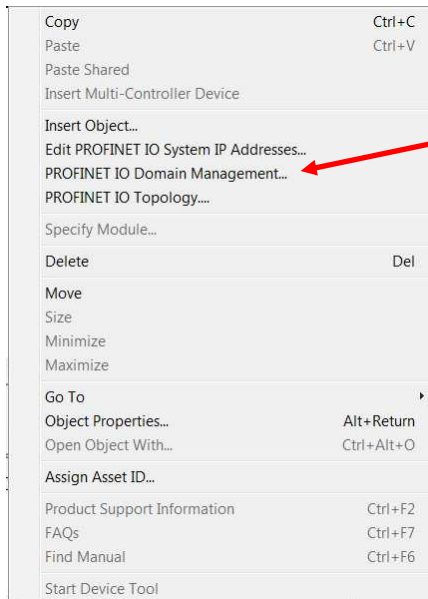 Copy Ctrl+C
Paste Ctrl+V
Paste Shared
Insert Multi-Controller Device
Insert Object...
Edit PROFINET IO System IP Addresses...
PROFINET IO Domain Management...
PROFINET IO Topology....
Specify Module...
Delete Del
Move
Size
Minimize
Maximize
Go To
Object Properties... Alt+Return
Open Object With... Ctrl+Alt+O
Assign Asset ID...
Product Support Information Ctrl+F2
FAQs Ctrl+F7
Find Manual Ctrl+F6
Start Device Tool